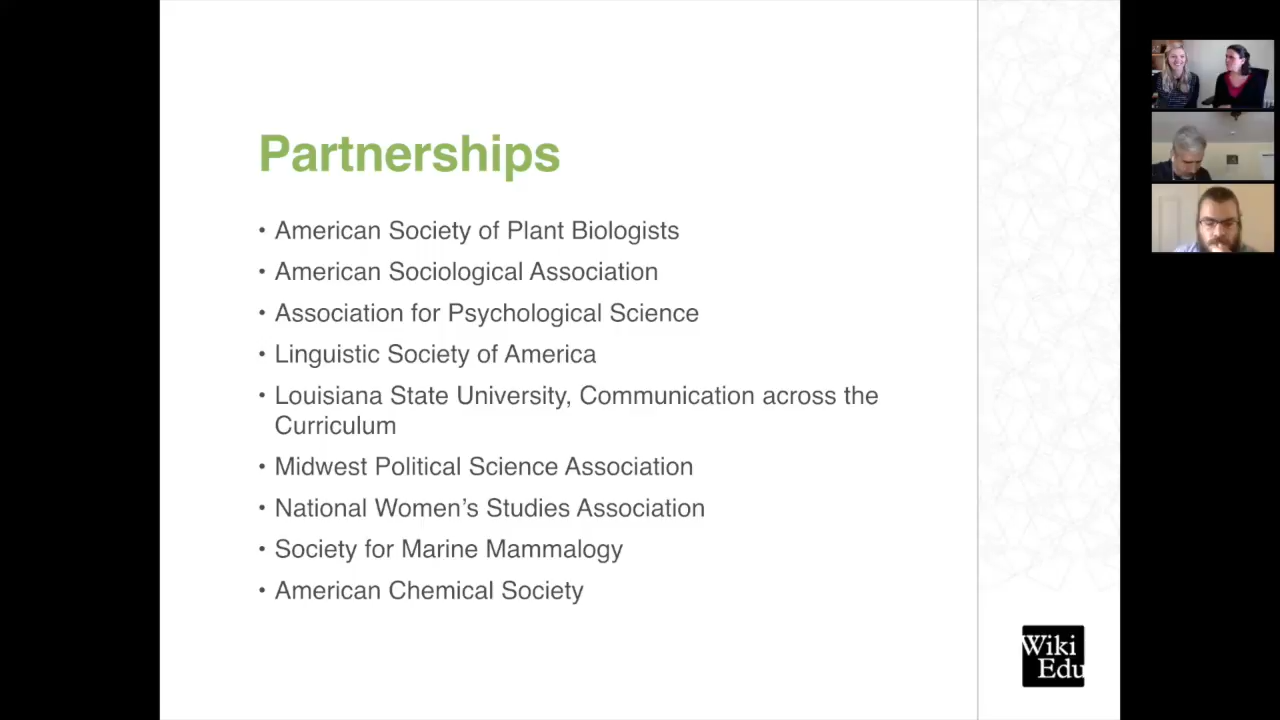 Partnerships
• American Society of Plant Biologists
• American Sociological Association
• Association for Psychological Science
• Linguistic Society of America
• Louisiana State University, Communication across the
Curriculum
• Midwest Political Science Association
• National Women’s Studies Association
• Society for Marine Mammalogy
• American Chemical Society
Wiki
Edu